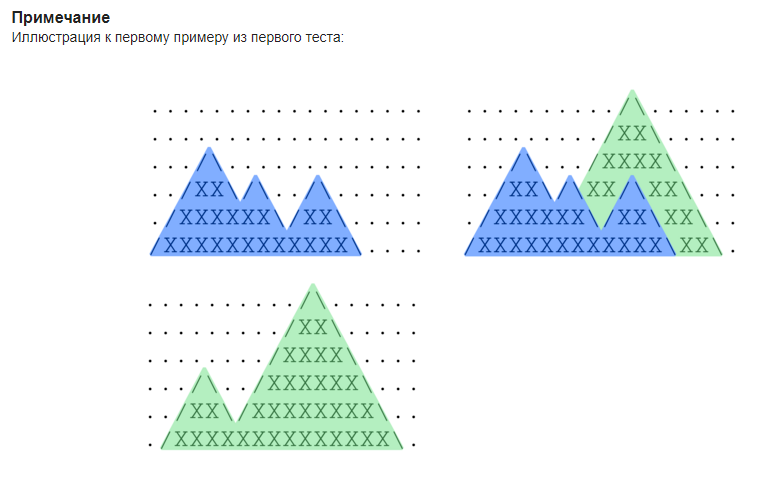 Примечание
Иллюстрация к первому примеру из первого теста:
XX
XXXX
XX XX XX XX
XXXXXX XX XXXXXX XX XX
XXXXXXXXXXXX XXXXXXXXXXXX XX
XX
XXXX
XXXXXX
XX XXXXXXXX
XXXXXXXXXXXXXX